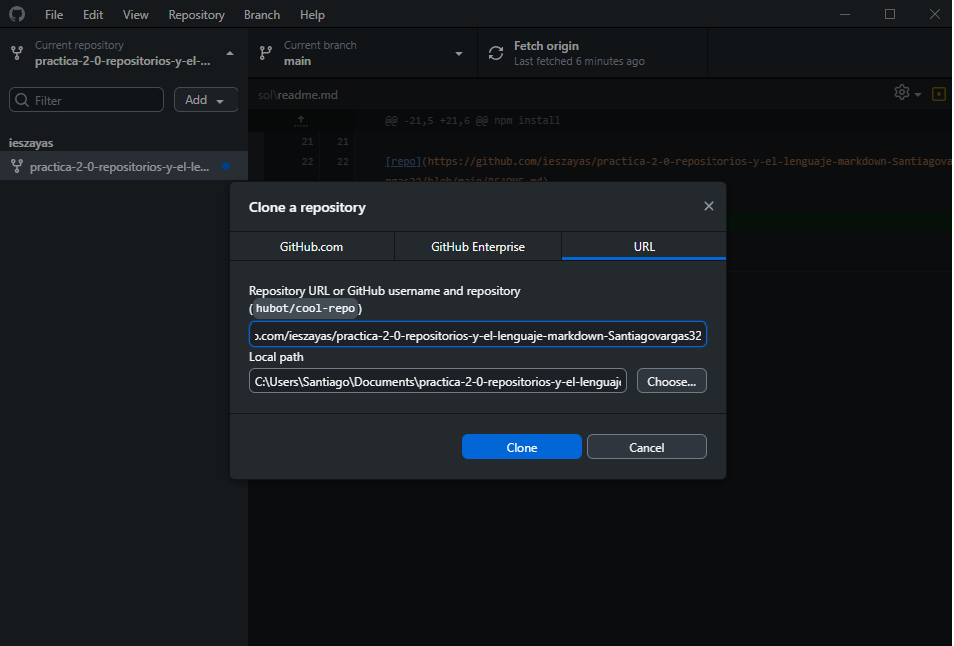 File Edit View Repository Branch Help
Current repository
practica-2-0-repositorios-y-el-...
Current branch
main
Fetch origin
Last fetched 6 minutes ago
Filter
Add
sol\readme.md
@@ -21,5 +21,6 @@ npm install
21 21
22 22 [repo](https://github.com/ieszayas/practica-2-0-repositorios-y-el-lenguaje-markdown-Santiagova
rgas32/blob/main/README.md)
ieszayas
practica-2-0-repositorios-y-el-le...
Clone a repository
GitHub.com GitHub Enterprise URL
Repository URL or GitHub username and repository
(hubot/cool-repo)
.com/ieszayas/practica-2-0-repositorios-y-el-lenguaje-markdown-Santiagovargas32
Local path
C:\Users\Santiago\Documents\practica-2-0-repositorios-y-el-lenguaj
Choose...
Clone Cancel